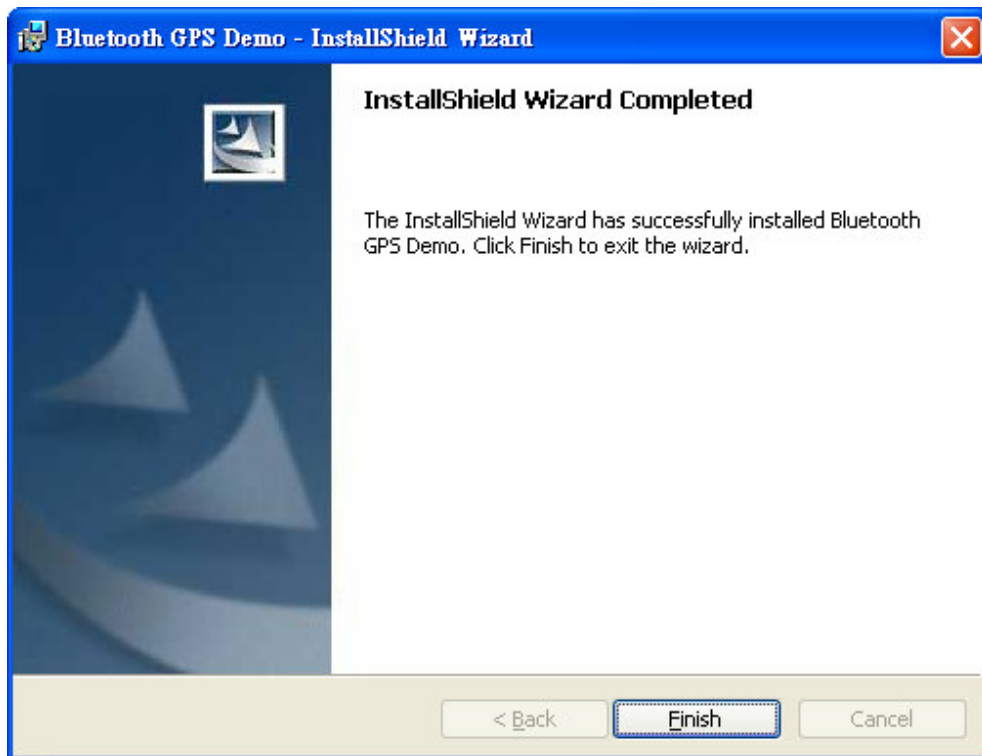 Bluetooth GPS Demo - InstallShield Wizard
InstallShield Wizard Completed
The InstallShield Wizard has successfully installed Bluetooth
GPS Demo. Click Finish to exit the wizard.
< Back Finish Cancel